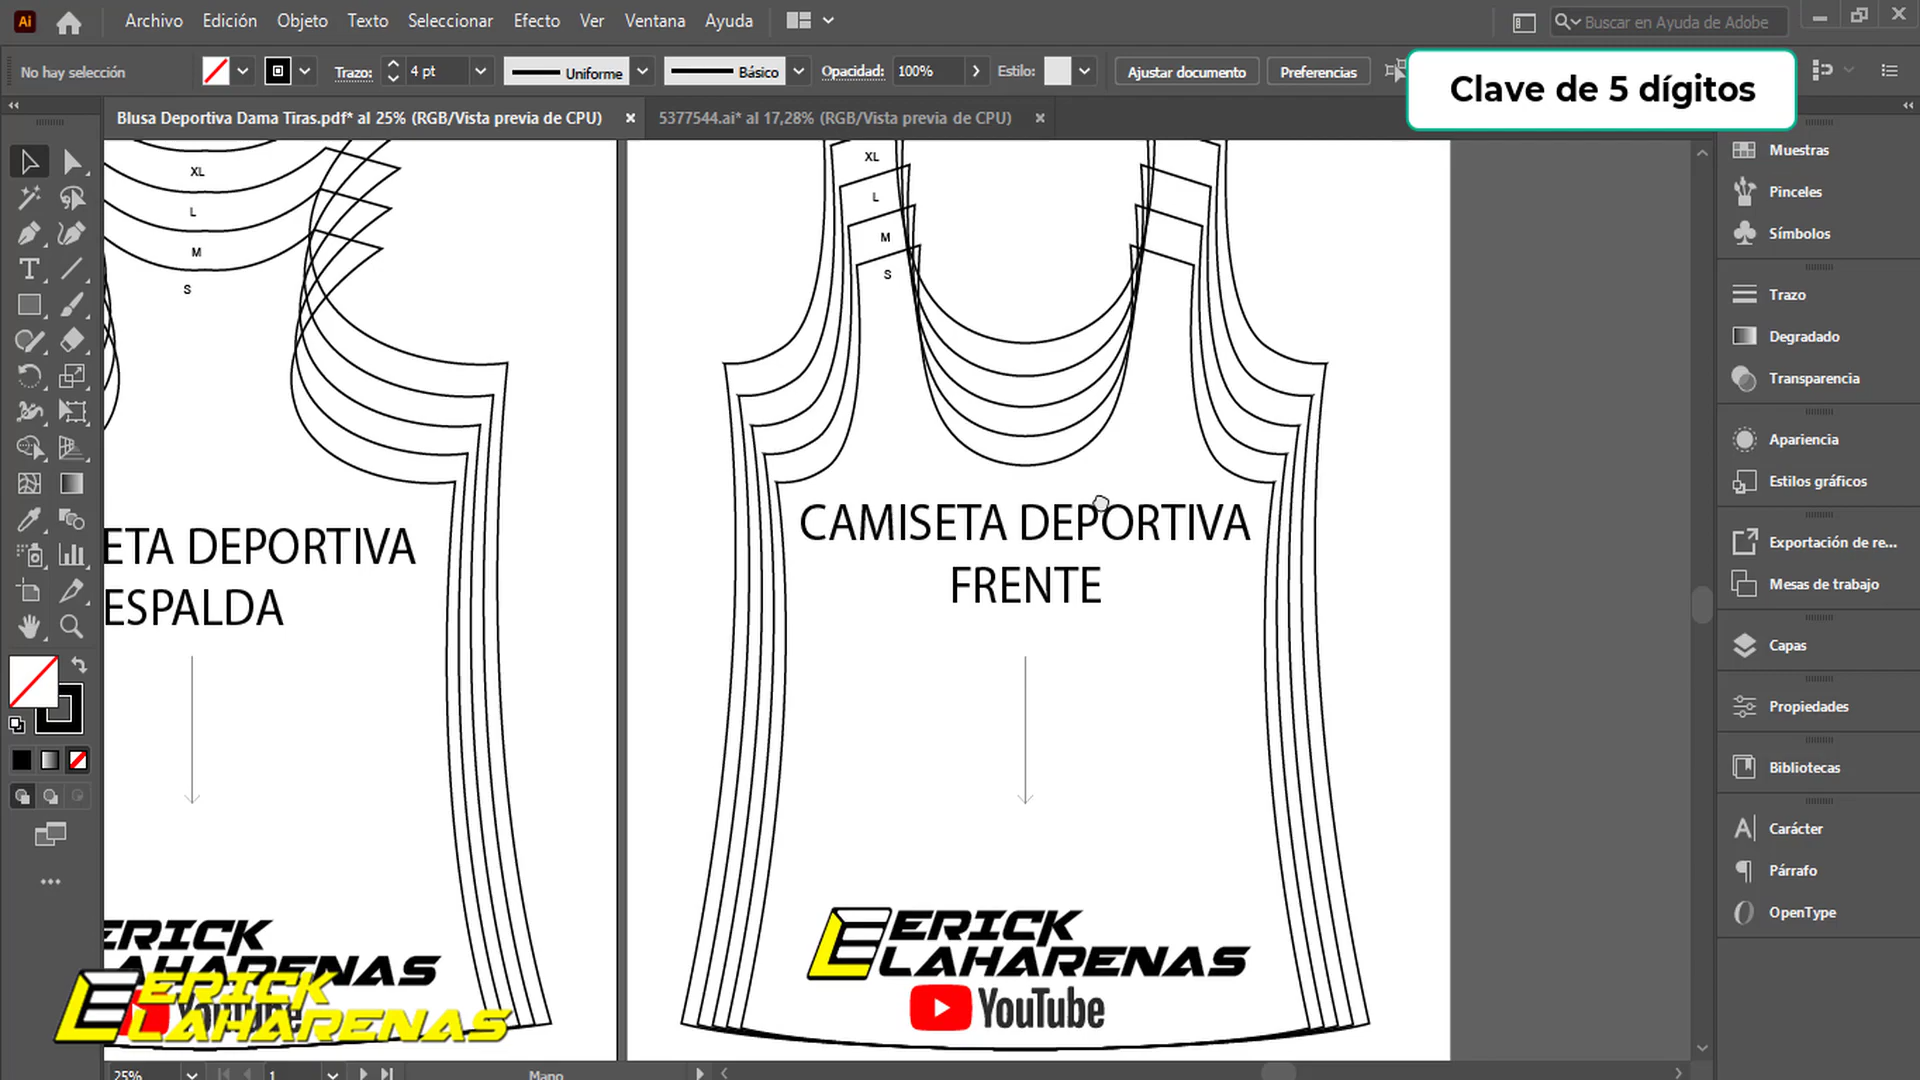 Ai
Archivo Edición Objeto Texto Seleccionar Efecto Ver Ventana Ayuda
Buscar en Ayuda de Adobe
No hay selección
Trazo: 4 pt
Uniforme
Básico
Opacidad: 100%
Estilo:
Ajustar documento
Preferencias
Clave de 5 dígitos
Blusa Deportiva Dama Tiras.pdf* al 25% (RGB/Vista previa de CPU)
5377544.ai* al 17,28% (RGB/Vista previa de CPU)
XL
L
M
S
ETA DEPORTIVA
ESPALDA
ERICK
LAHARENAS
YouTube
ERICK
LAHARENAS
XL
L
M
S
CAMISETA DEPORTIVA
FRENTE
ERICK
LAHARENAS
YouTube
Muestras
Pinceles
Símbolos
Trazo
Degradado
Transparencia
Apariencia
Estilos gráficos
Exportación de re...
Mesas de trabajo
Capas
Propiedades
Bibliotecas
Carácter
Párrafo
OpenType
25%
1
Mano